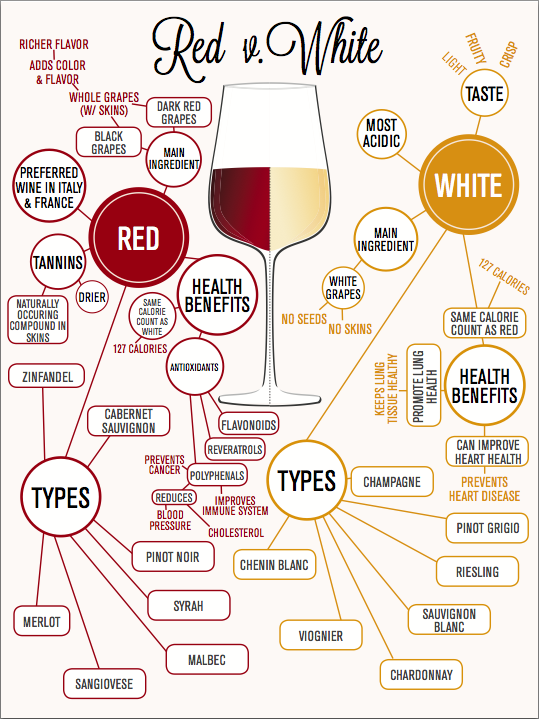 Red v. White
RICHER FLAVOR
ADDS COLOR
& FLAVOR
WHOLE GRAPES
(W/ SKINS)
DARK RED
GRAPES
BLACK
GRAPES
MAIN
INGREDIENT
PREFERRED
WINE IN ITALY
& FRANCE
RED
TANNINS
DRIER
NATURALLY
OCCURING
COMPOUND IN
SKINS
HEALTH
BENEFITS
SAME
CALORIE
COUNT AS
WHITE
127 CALORIES
ANTIOXIDANTS
FLAVONOIDS
REVERATROLS
POLYPHENALS
PREVENTS
CANCER
REDUCES
BLOOD
PRESSURE
IMPROVES
IMMUNE SYSTEM
CHOLESTEROL
ZINFANDEL
CABERNET
SAUVIGNON
TYPES
PINOT NOIR
SYRAH
MALBEC
MERLOT
SANGIOVESE
LIGHT
FRUITY
CRISP
TASTE
MOST
ACIDIC
WHITE
MAIN
INGREDIENT
WHITE
GRAPES
NO SEEDS
NO SKINS
127 CALORIES
SAME CALORIE
COUNT AS RED
HEALTH
BENEFITS
PROMOTE LUNG
HEALTH
KEEPS LUNG
TISSUE HEALTHY
CAN IMPROVE
HEART HEALTH
PREVENTS
HEART DISEASE
TYPES
CHAMPAGNE
PINOT GRIGIO
RIESLING
SAUVIGNON
BLANC
CHARDONNAY
VIOGNIER
CHENIN BLANC